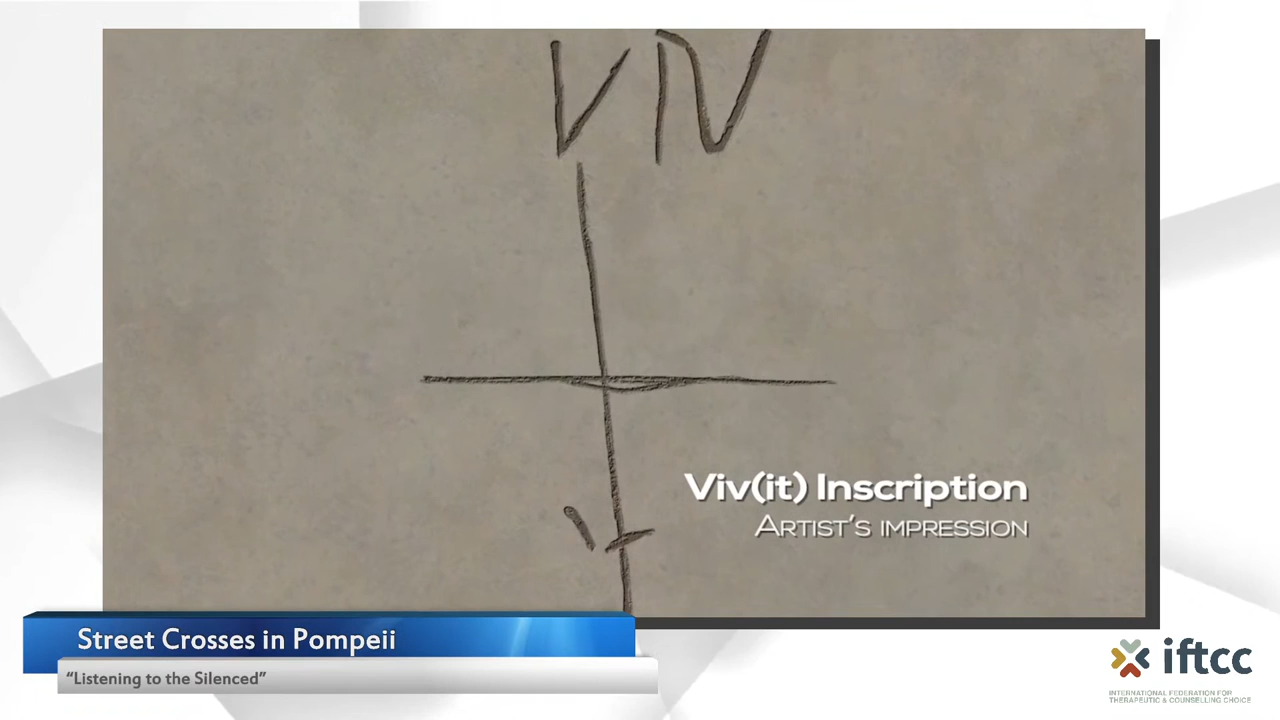 VIV
Viv(it) Inscription
ARTIST'S IMPRESSION
Street Crosses in Pompeii
“Listening to the Silenced”
iftcc
INTERNATIONAL FEDERATION FOR
THERAPEUTIC & COUNSELLING CHOICE